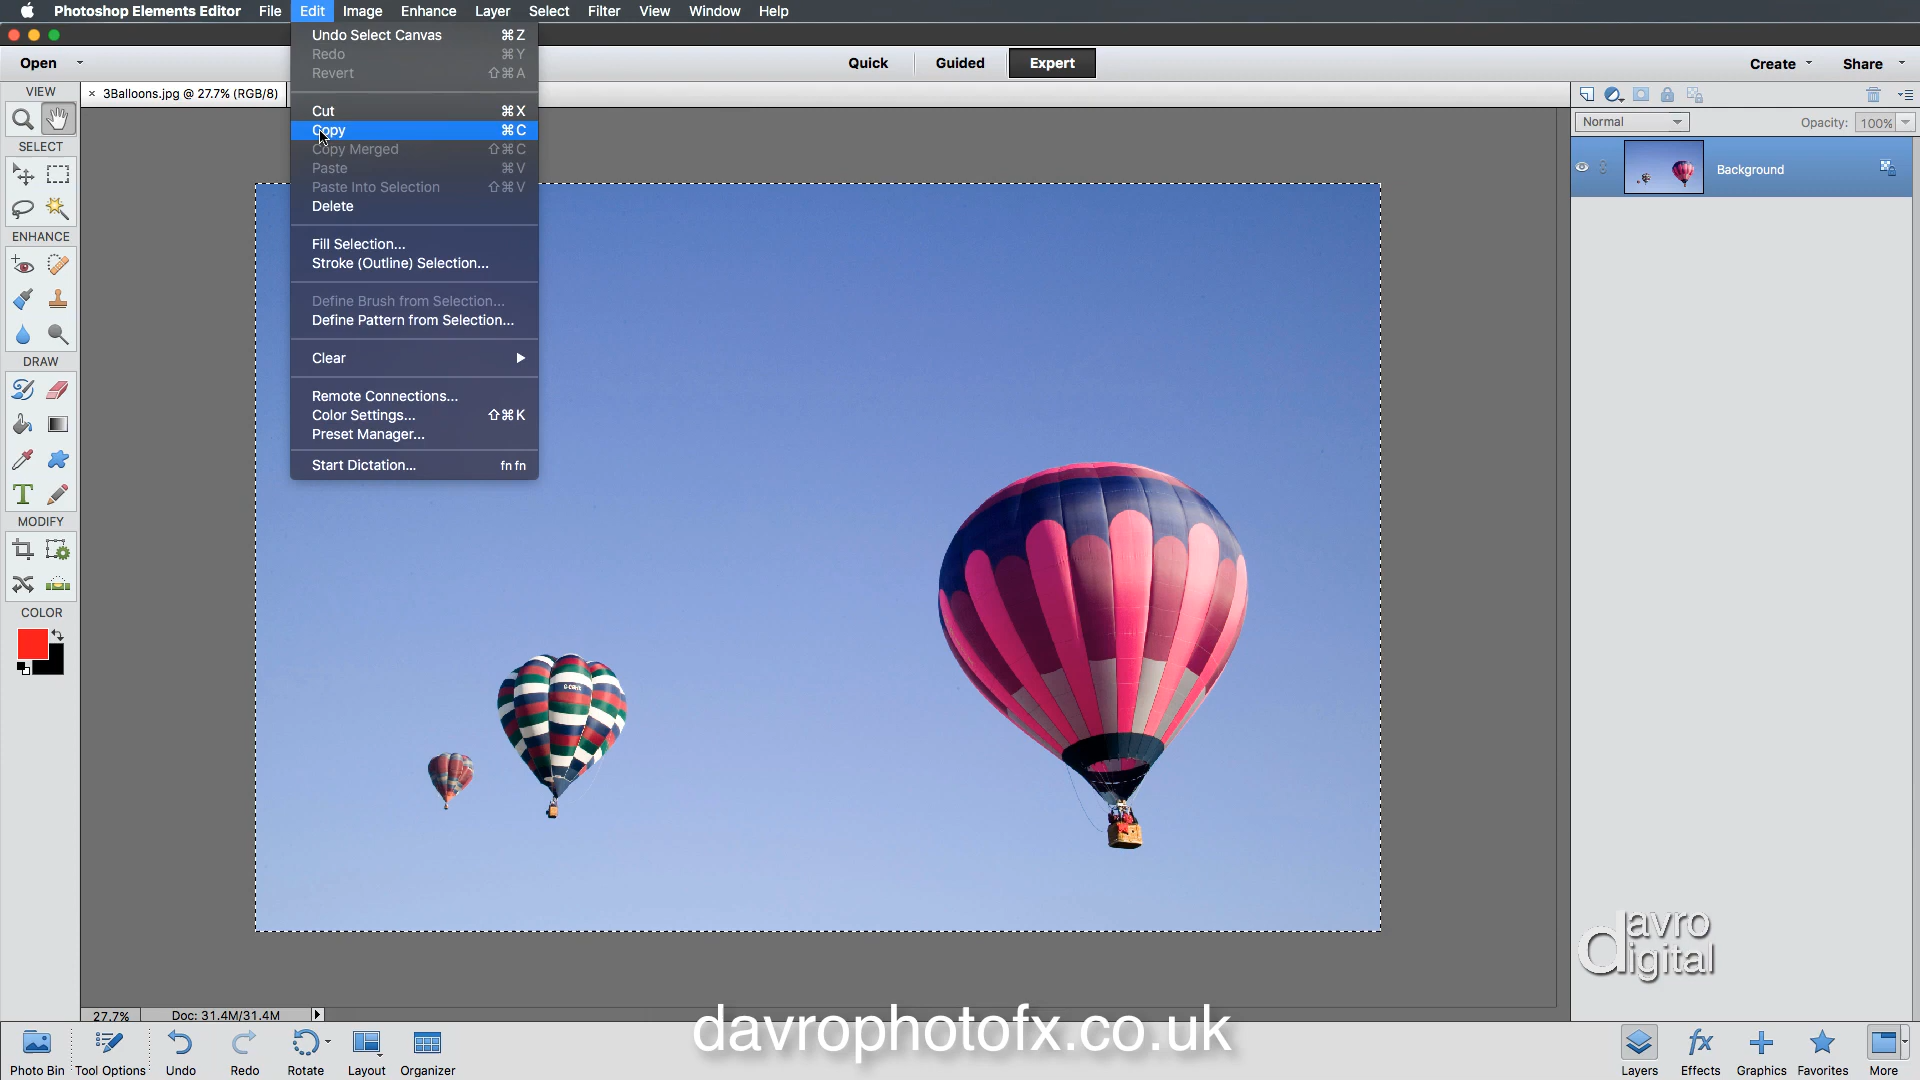 Photoshop Elements Editor File Edit Image Enhance Layer Select Filter View Window Help
Open Quick Guided Expert Create Share
× 3Balloons.jpg @ 27.7% (RGB/8)
Undo Select Canvas ⌘Z
Redo ⌘Y
Revert ⇧⌘A
Cut ⌘X
Copy ⌘C
Copy Merged ⇧⌘C
Paste ⌘V
Paste Into Selection ⇧⌘V
Delete
Fill Selection...
Stroke (Outline) Selection...
Define Brush from Selection...
Define Pattern from Selection...
Clear
Remote Connections...
Color Settings... ⇧⌘K
Preset Manager...
Start Dictation... fn fn
VIEW
SELECT
ENHANCE
DRAW
T
MODIFY
COLOR
Normal Opacity: 100%
Background
davro
digital
27.7% Doc: 31.4M/31.4M
davrophotofx.co.uk
fx
Photo Bin Tool Options Undo Redo Rotate Layout Organizer Layers Effects Graphics Favorites More